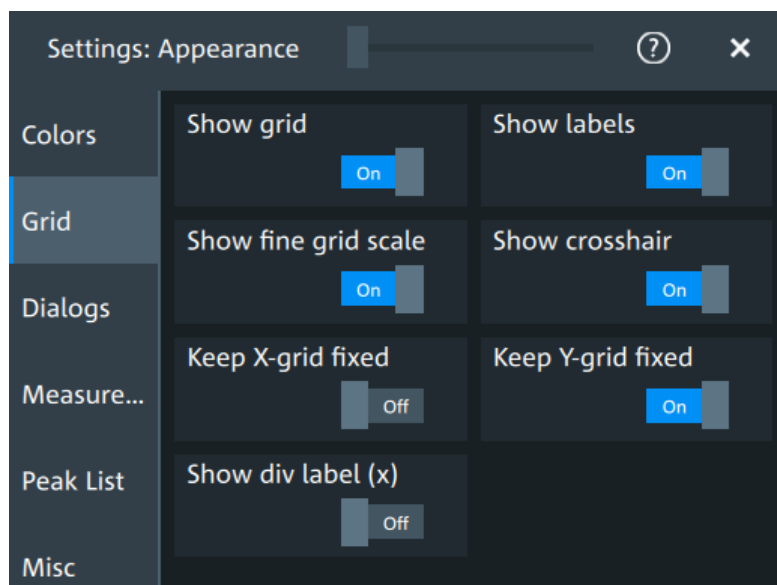 Settings: Appearance
?
×
Colors
Grid
Dialogs
Measure...
Peak List
Misc
Show grid
On
Show labels
On
Show fine grid scale
On
Show crosshair
On
Keep X-grid fixed
Off
Keep Y-grid fixed
On
Show div label (x)
Off